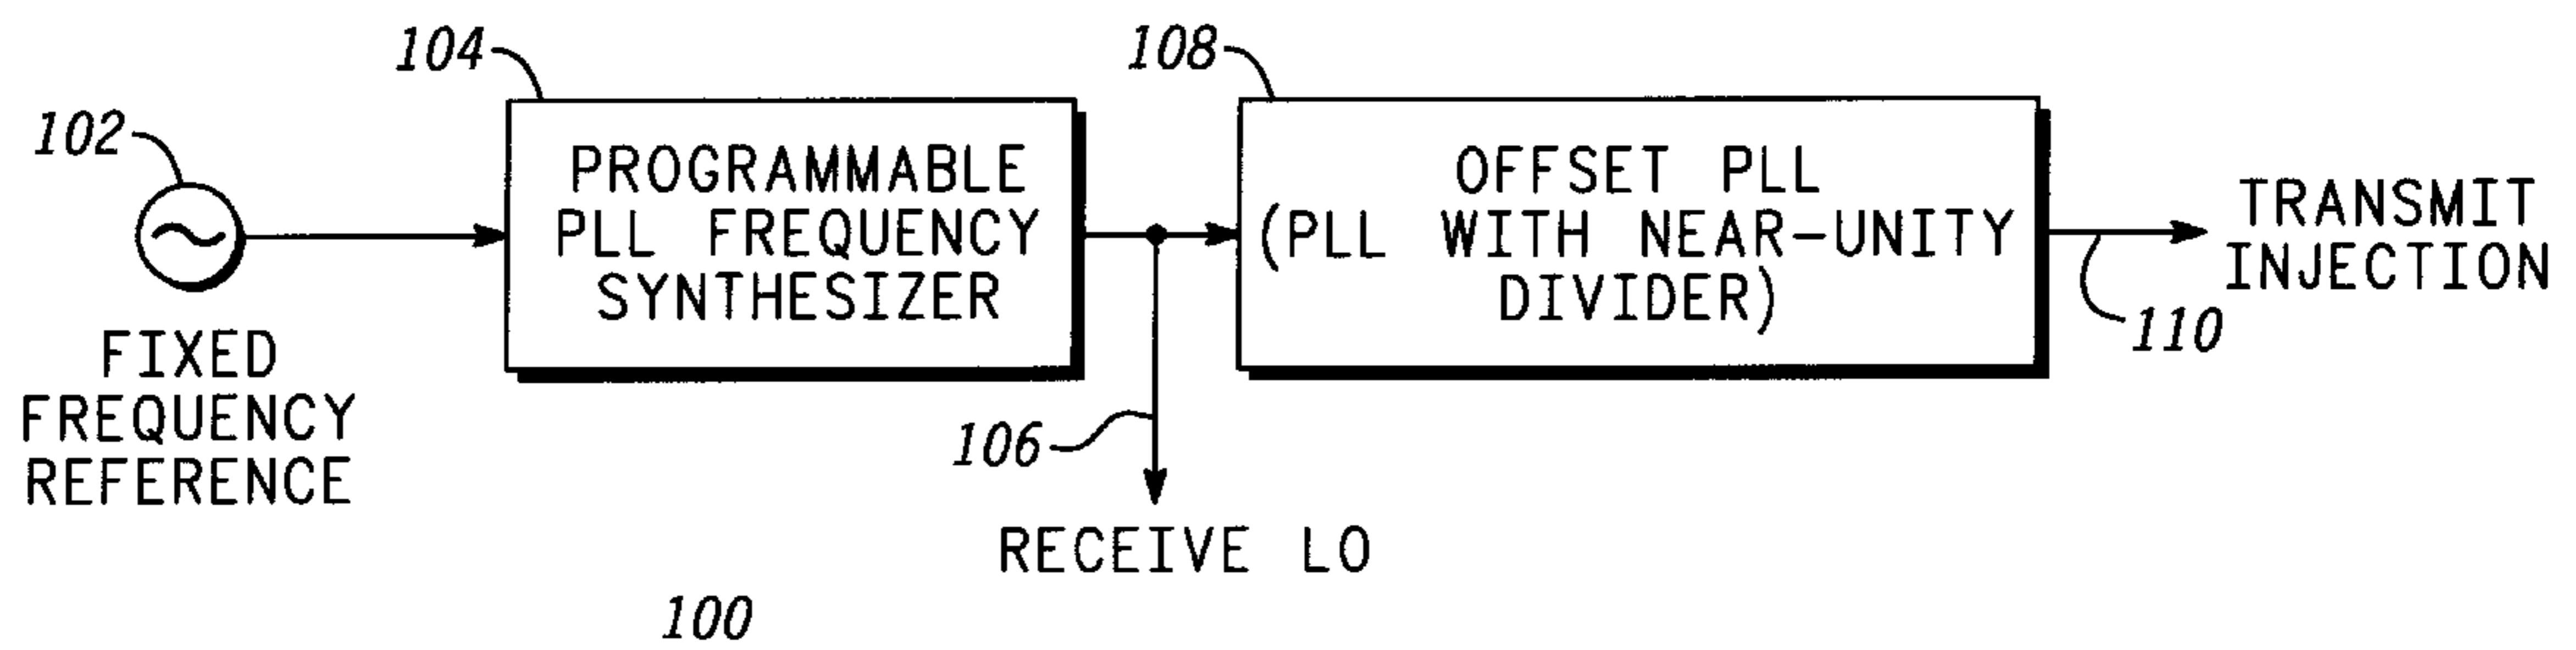 104
108
102
PROGRAMMABLE
PLL FREQUENCY
SYNTHESIZER
OFFSET PLL
(PLL WITH NEAR-UNITY
DIVIDER)
TRANSMIT
INJECTION
110
FIXED
FREQUENCY
REFERENCE
106
RECEIVE LO
100